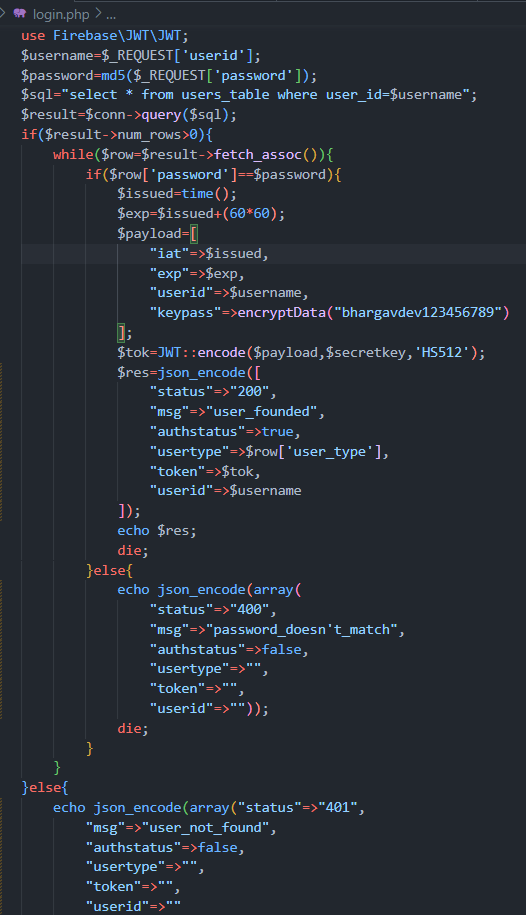 login.php > ...
use Firebase\JWT\JWT;
$username=$_REQUEST['userid'];
$password=md5($_REQUEST['password']);
$sql="select * from users_table where user_id=$username";
$result=$conn->query($sql);
if($result->num_rows>0){
    while($row=$result->fetch_assoc()){
        if($row['password']==$password){
            $issued=time();
            $exp=$issued+(60*60);
            $payload=[
                "iat"=>$issued,
                "exp"=>$exp,
                "userid"=>$username,
                "keypass"=>encryptData("bhargavdev123456789")
            ];
            $tok=JWT::encode($payload,$secretkey,'HS512');
            $res=json_encode([
                "status"=>"200",
                "msg"=>"user_founded",
                "authstatus"=>true,
                "usertype"=>$row['user_type'],
                "token"=>$tok,
                "userid"=>$username
            ]);
            echo $res;
            die;
        }else{
            echo json_encode(array(
                "status"=>"400",
                "msg"=>"password_doesn't_match",
                "authstatus"=>false,
                "usertype"=>"",
                "token"=>"",
                "userid"=>""));
            die;
        }
    }
}else{
    echo json_encode(array("status"=>"401",
        "msg"=>"user_not_found",
        "authstatus"=>false,
        "usertype"=>"",
        "token"=>"",
        "userid"=>""